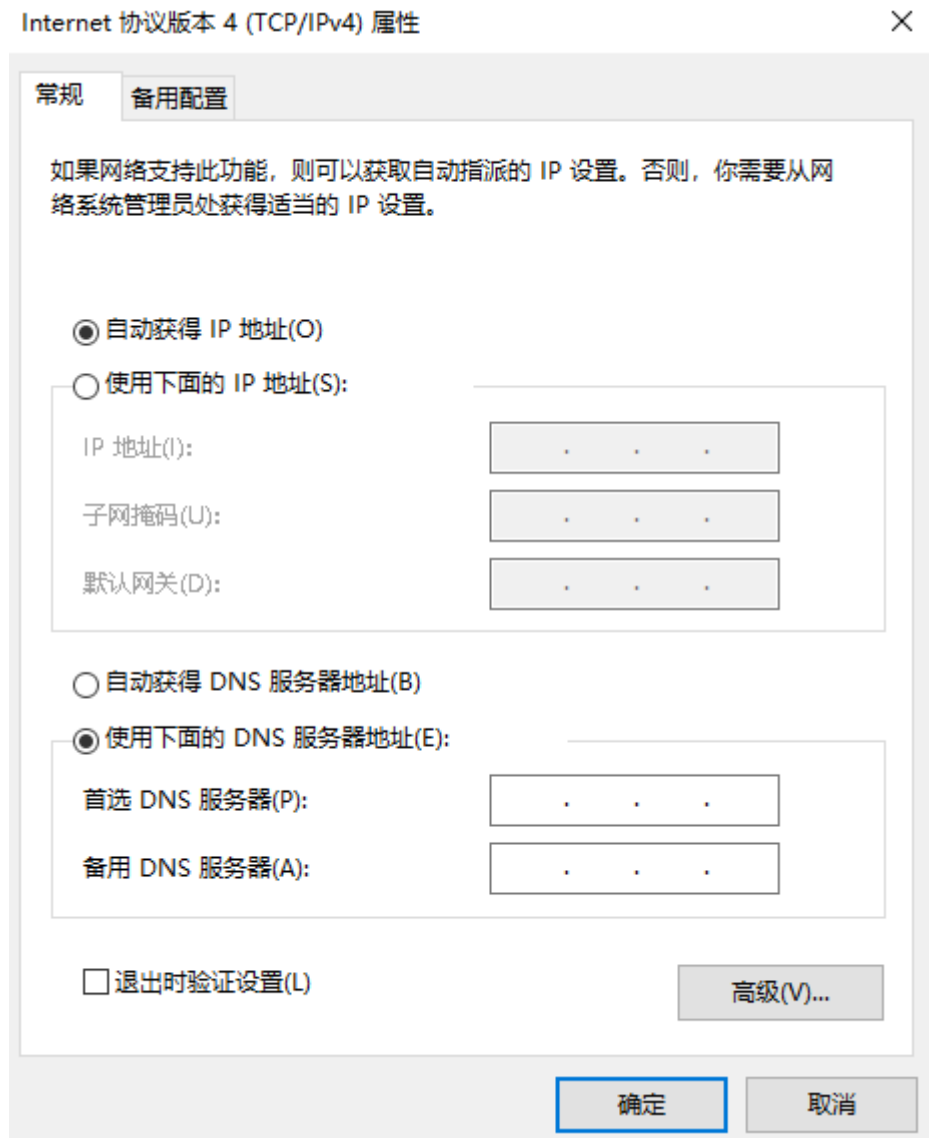 Internet 协议版本 4 (TCP/IPv4) 属性
常规
备用配置
如果网络支持此功能，则可以获取自动指派的 IP 设置。否则，你需要从网
络系统管理员处获得适当的 IP 设置。
自动获得 IP 地址(O)
使用下面的 IP 地址(S):
IP 地址(I):
. . .
子网掩码(U):
. . .
默认网关(D):
. . .
自动获得 DNS 服务器地址(B)
使用下面的 DNS 服务器地址(E):
首选 DNS 服务器(P):
. . .
备用 DNS 服务器(A):
. . .
退出时验证设置(L)
高级(V)...
确定
取消